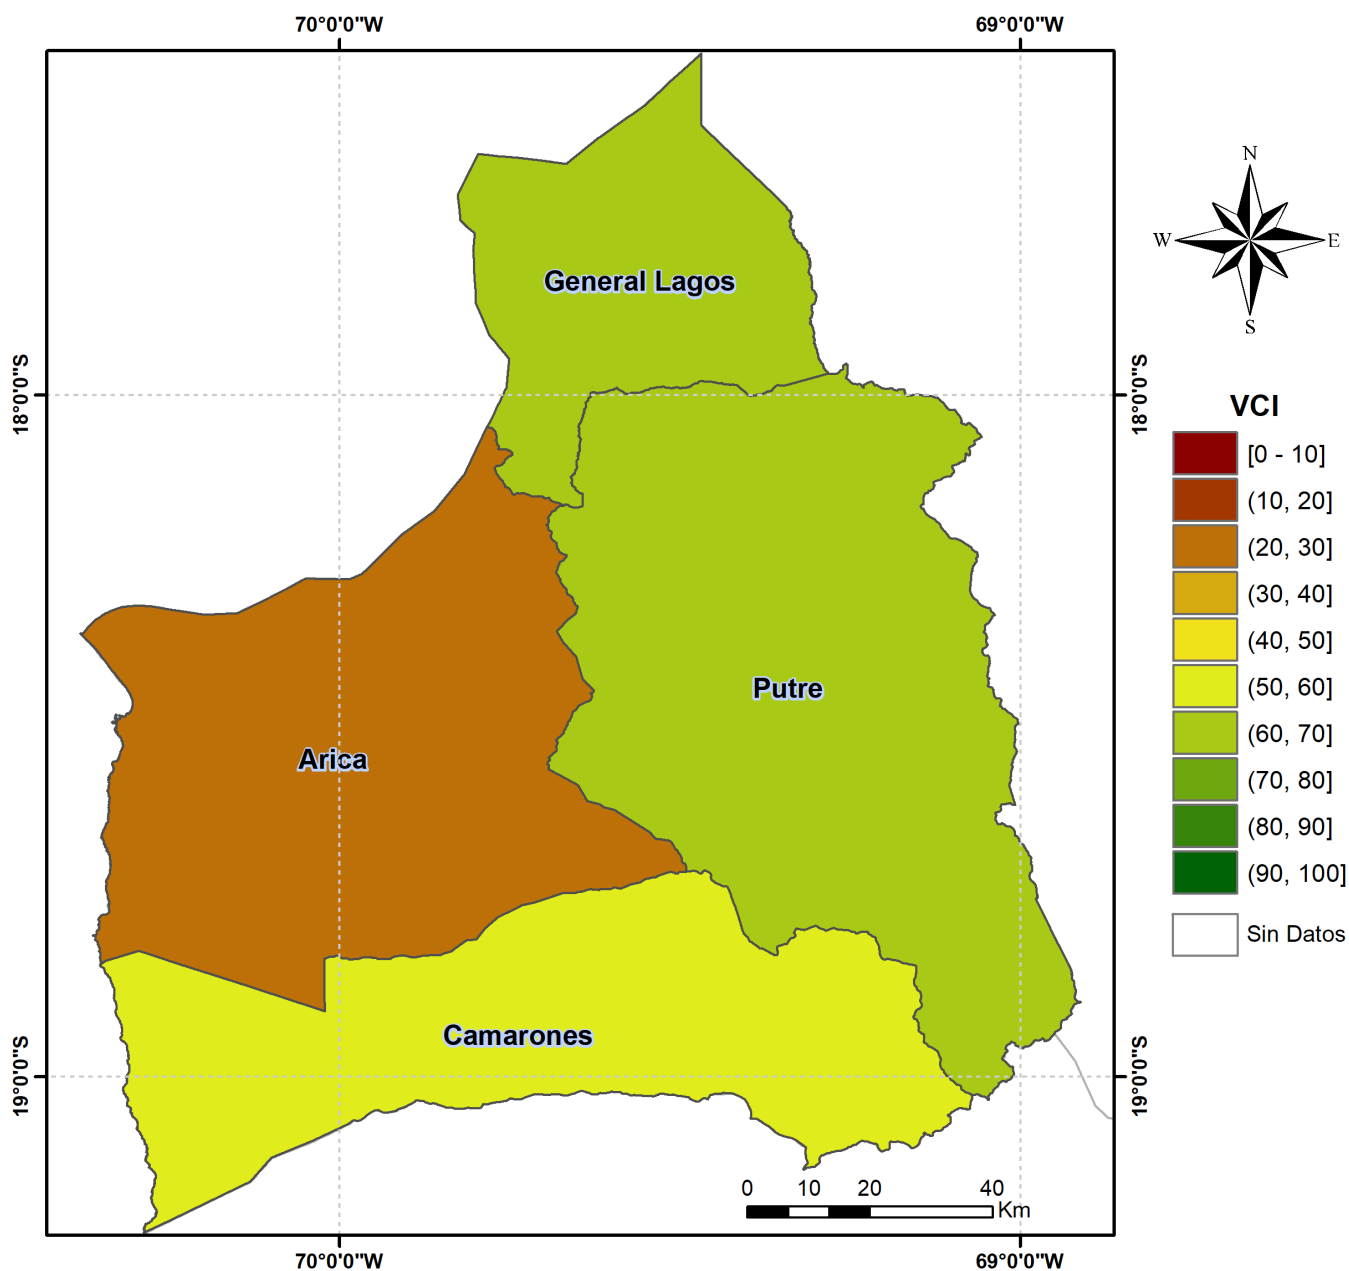 70°0'0"W 69°0'0"W
N
W E
S
General Lagos
18°0'0"S 18°0'0"S
VCI
[0 - 10]
(10, 20]
(20, 30]
(30, 40]
(40, 50]
(50, 60]
(60, 70]
(70, 80]
(80, 90]
(90, 100]
Sin Datos
Putre
Arica
Camarones
19°0'0"S 19°0'0"S
0 10 20 40
Km
70°0'0"W 69°0'0"W